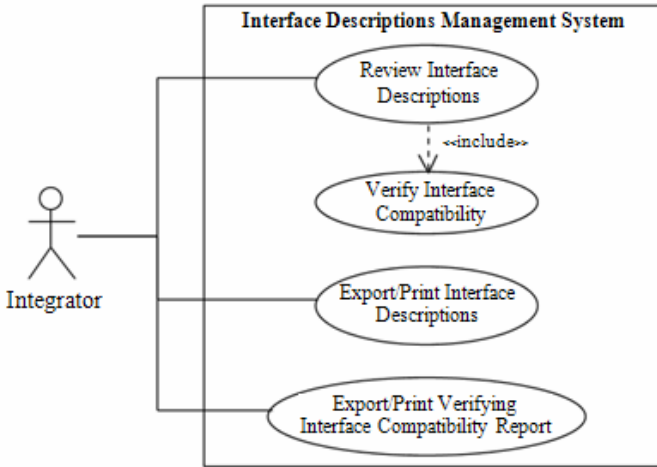 Interface Descriptions Management System
Review Interface
Descriptions
<<include>>
Verify Interface
Compatibility
Integrator
Export/Print Interface
Descriptions
Export/Print Verifying
Interface Compatibility Report